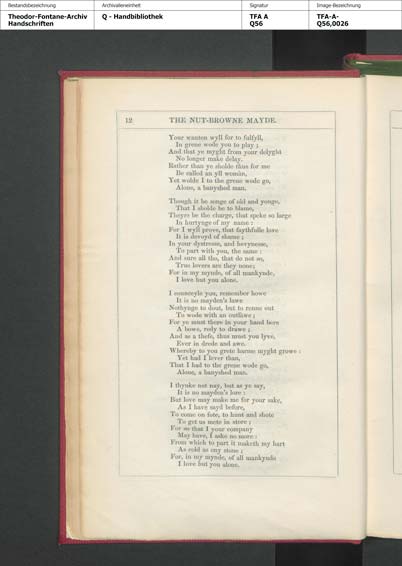 Bestandsbezeichnung
Theodor-Fontane-Archiv
Handschriften
Archivalieneinheit
Q - Handbibliothek
Signatur
TFA A
Q56
Image-Bezeichnung
TFA-A-
Q56,0026
12 THE NUT-BROWNE MAYDE.
Your wanton wyll for to fulfyll,
In grene wode you to play;
And that ye myght from your delyght
No longer make delay.
Rather than ye sholde thus for me
Be called an yll womàn,
Yet wolde I to the grene wode go,
Alone, a banyshed man.
Though it be songe of old and yonge,
That I sholde be to blame,
Theyrs be the charge, that speke so large
In hurtynge of my name:
For I wyll prove, that faythfulle love
It is devoyd of shame;
In your dystresse, and hevynesse,
To part with you, the same:
And sure all tho, that do not so,
True lovers are they none;
For in my mynde, of all mankynde,
I love but you alone.
I counceyle you, remember howe
It is no mayden's lawe
Nothynge to dout, but to renne out
To wode with an outlàwe;
For ye must there in your hand bere
A bowe, redy to drawe;
And as a thefe, thus must you lyve,
Ever in drede and awe.
Whereby to you grete harme myght growe:
Yet had I lever than,
That I had to the grene wode go,
Alone, a banyshed man.
I thynke not nay, but as ye say,
It is no mayden's lore:
But love may make me for your sake,
As I have sayd before,
To come on fote, to hunt and shote
To get us mete in store;
For so that I your company
May have, I aske no more:
From which to part it maketh my hart
As cold as ony stone;
For, in my mynde, of all mankynde
I love but you alone.